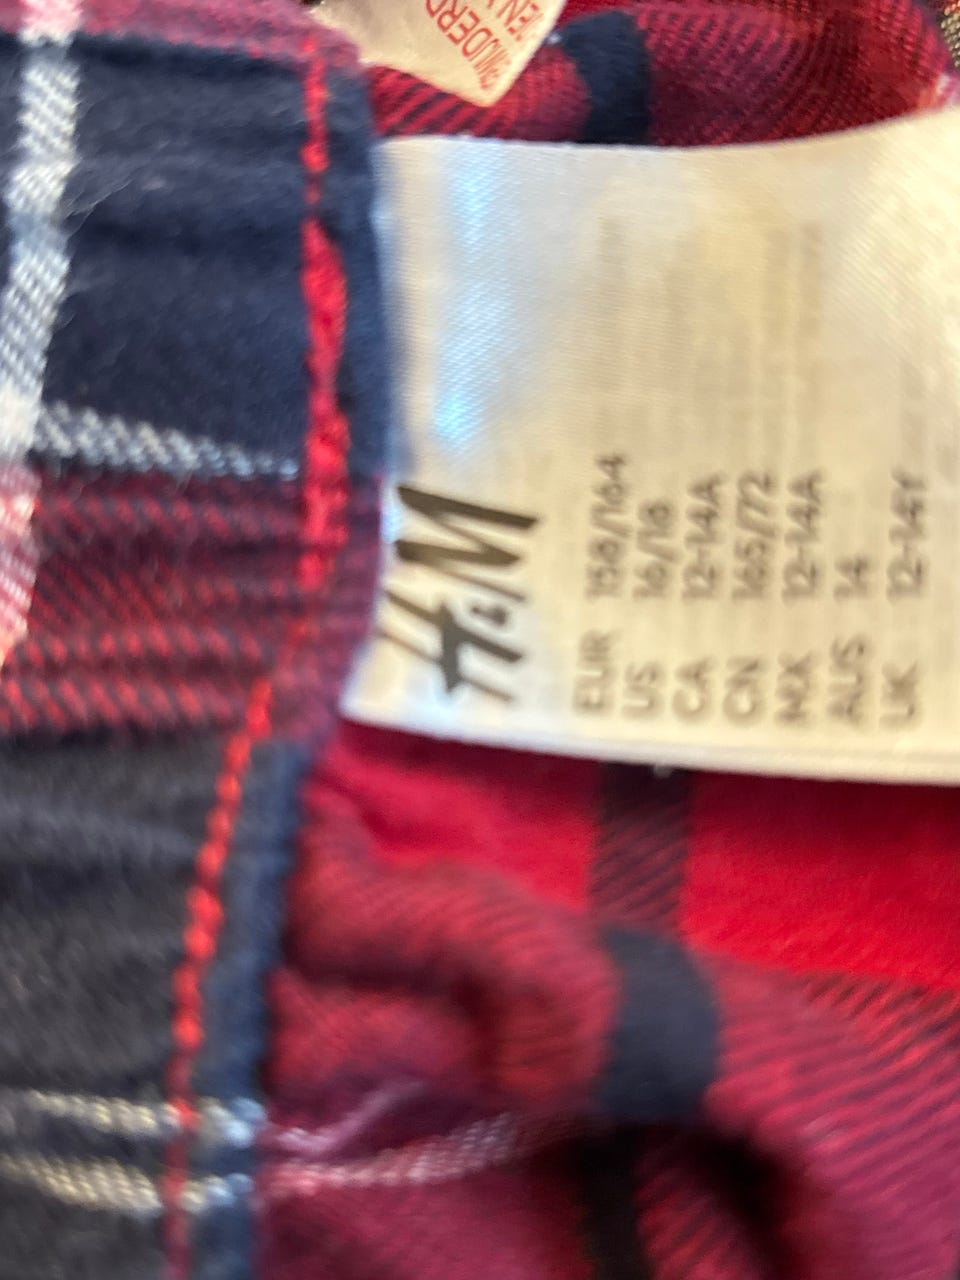 H&M
EUR 158/164
US 16/18
CA 12-14A
CN 165/72
MX 12-14A
AUS 14
UK 12-14Y